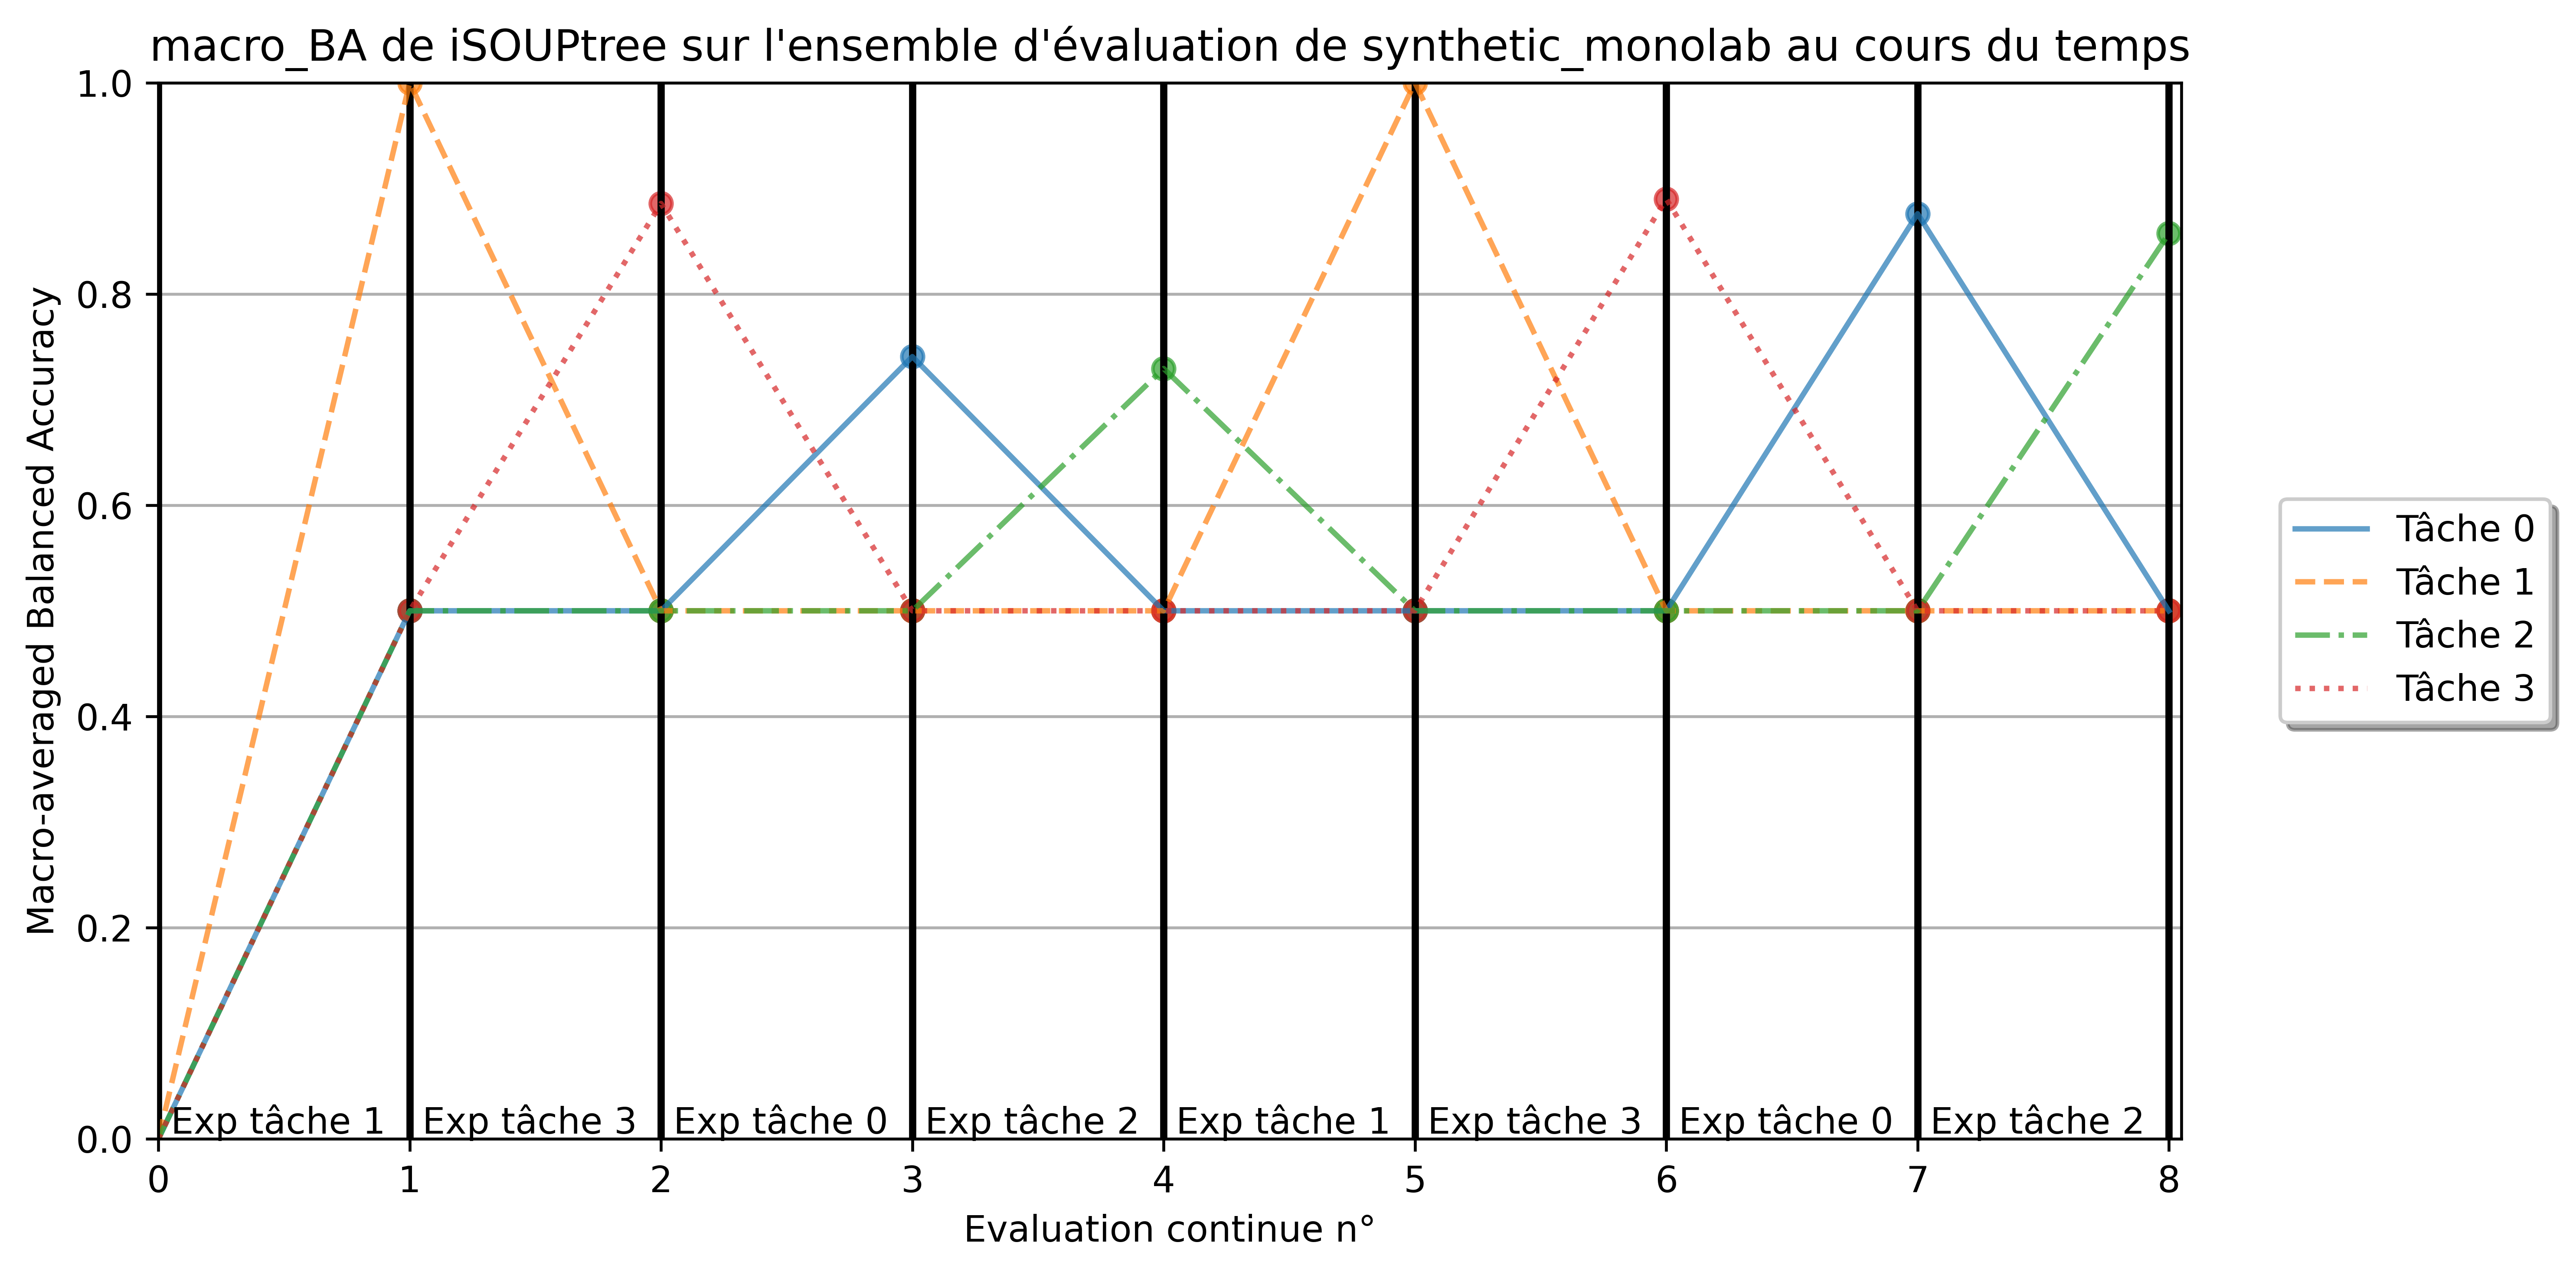 macro_BA de iSOUPtree sur l'ensemble d'évaluation de synthetic_monolab au cours du temps
Macro-averaged Balanced Accuracy
1.0
0.8
0.6
0.4
0.2
0.0
Exp tâche 1
Exp tâche 3
Exp tâche 0
Exp tâche 2
Exp tâche 1
Exp tâche 3
Exp tâche 0
Exp tâche 2
0 1 2 3 4 5 6 7 8
Evaluation continue n°
Tâche 0
Tâche 1
Tâche 2
Tâche 3